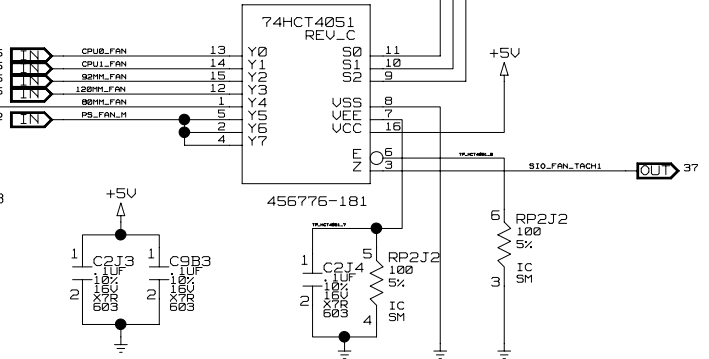 74HCT4051
REV_C
IN CPU0_FAN 13 Y0 S0 11
IN CPU1_FAN 14 Y1 S1 10
IN 92MM_FAN 15 Y2 S2 9
IN 120MM_FAN 12 Y3
80MM_FAN 1 Y4 VSS 8
IN PS_FAN_M 5 Y5 VEE 7
2 Y6 VCC 16
4 Y7
+5V
E 6
Z 3 SIO_FAN_TACH1 OUT 37
456776-181
+5V
1 C2J3
.1UF
10%
16V
2 X7R
603
1 C9B3
.1UF
10%
16V
2 X7R
603
TP_HCT4051_7
1 C2J4
.1UF
10%
16V
2 X7R
603
5 RP2J2
100
5%
IC
4 SM
6 RP2J2
100
5%
IC
3 SM